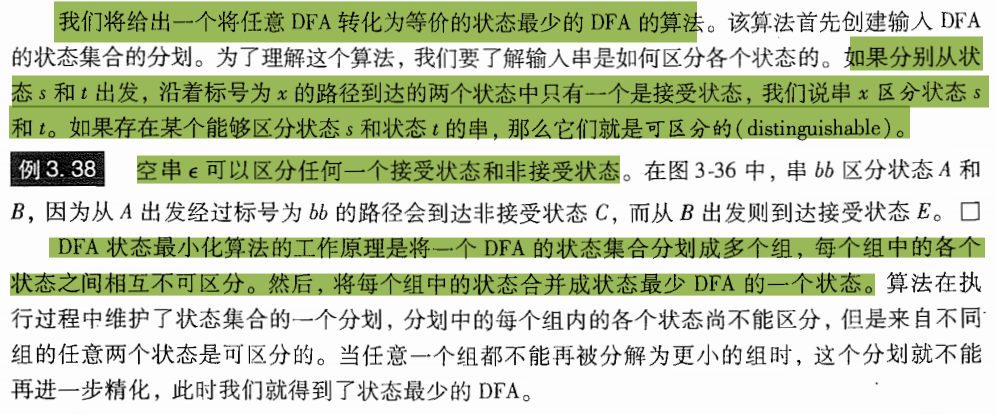 我们将给出一个将任意 DFA 转化为等价的状态最少的 DFA 的算法。该算法首先创建输入 DFA
的状态集合的分划。为了理解这个算法，我们要了解输入串是如何区分各个状态的。如果分别从状
态 s 和 t 出发，沿着标号为 x 的路径到达的两个状态中只有一个是接受状态，我们说串 x 区分状态 s
和 t。如果存在某个能够区分状态 s 和状态 t 的串，那么它们就是可区分的(distinguishable)。
例 3.38 空串 ϵ 可以区分任何一个接受状态和非接受状态。在图 3-36 中，串 bb 区分状态 A 和
B，因为从 A 出发经过标号为 bb 的路径会到达非接受状态 C，而从 B 出发则到达接受状态 E。□
DFA 状态最小化算法的工作原理是将一个 DFA 的状态集合分划成多个组，每个组中的各个
状态之间相互不可区分。然后，将每个组中的状态合并成状态最少 DFA 的一个状态。算法在执
行过程中维护了状态集合的一个分划，分划中的每个组内的各个状态尚不能区分，但是来自不同
组的任意两个状态是可区分的。当任意一个组都不能再被分解为更小的组时，这个分划就不能
再进一步精化，此时我们就得到了状态最少的 DFA。